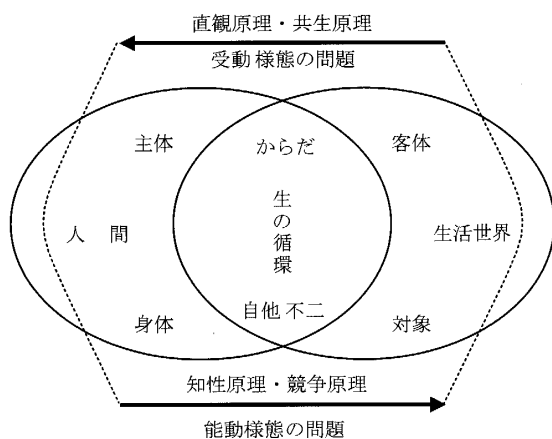 直観原理・共生原理
受動様態の問題
主体
からだ
客体
人　間
生の循環
生活世界
身体
自他不二
対象
知性原理・競争原理
能動様態の問題